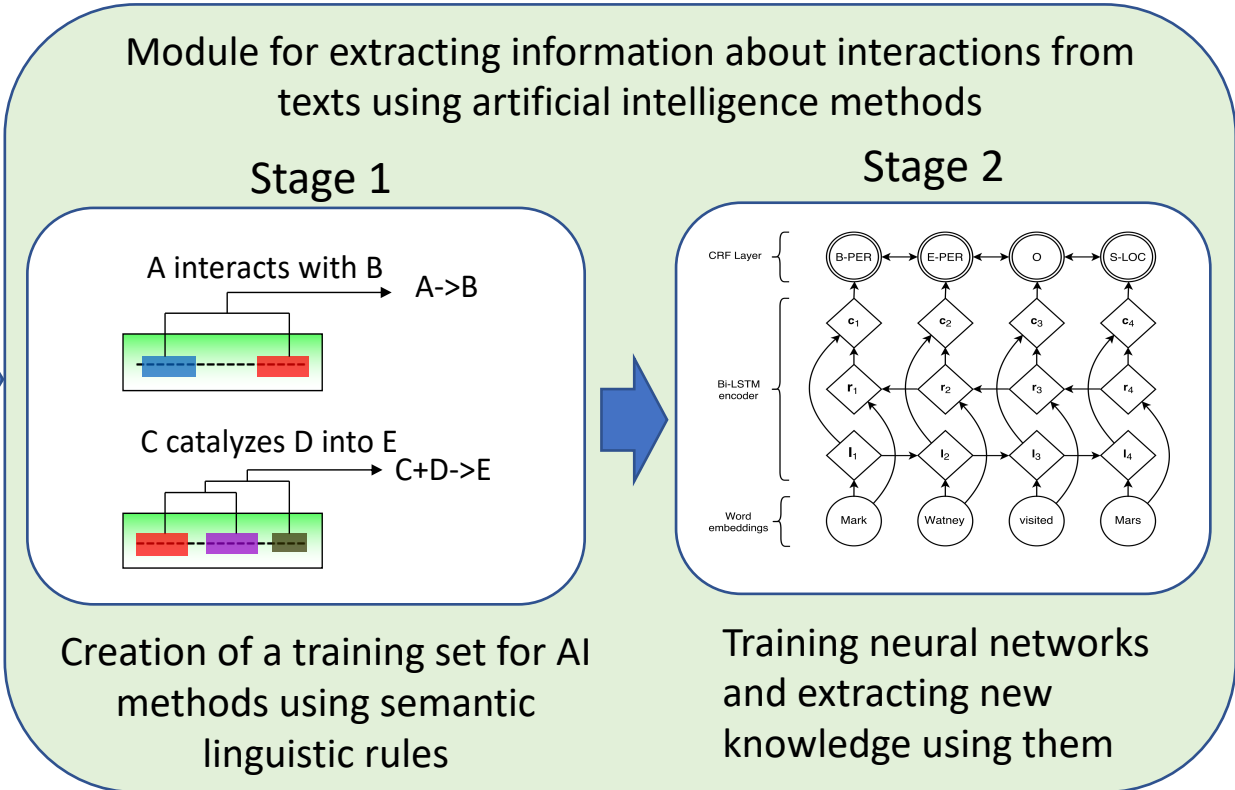 Module for extracting information about interactions from
texts using artificial intelligence methods
Stage 1
A interacts with B
A->B
C catalyzes D into E
C+D->E
Creation of a training set for AI
methods using semantic
linguistic rules
Stage 2
CRF Layer
B-PER
E-PER
O
S-LOC
Bi-LSTM
encoder
c1
c2
c3
c4
r1
r2
r3
r4
l1
l2
l3
l4
Word
embeddings
Mark
Watney
visited
Mars
Training neural networks
and extracting new
knowledge using them